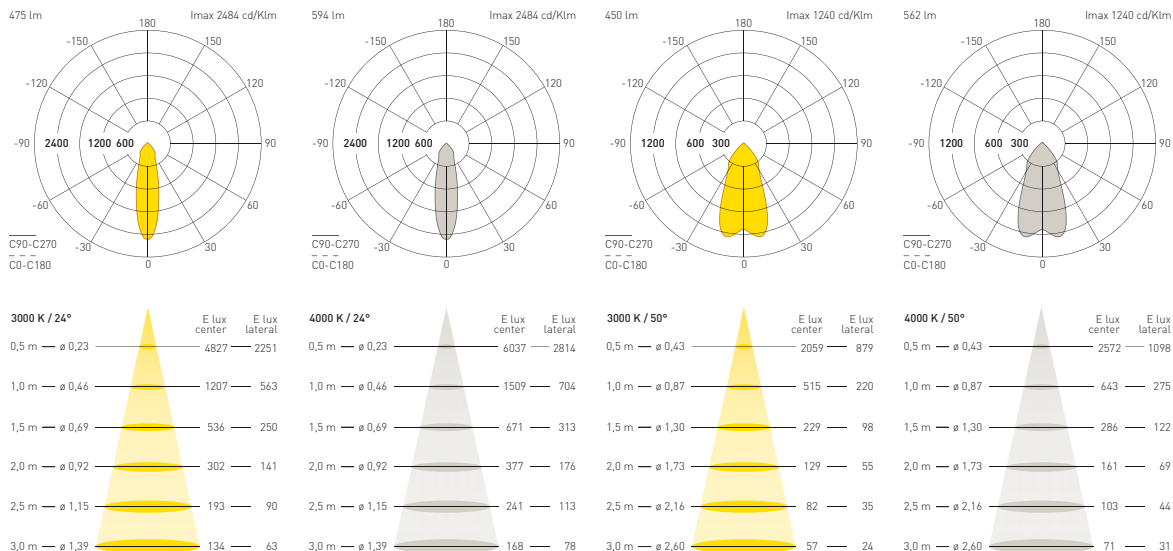 475 lm Imax 2484 cd/Klm
180
-150 150
-120 120
-90 2400 1200 600 90
-60 60
-30 30
0
C90-C270
C0-C180
594 lm Imax 2484 cd/Klm
180
-150 150
-120 120
-90 2400 1200 600 90
-60 60
-30 30
0
C90-C270
C0-C180
450 lm Imax 1240 cd/Klm
180
-150 150
-120 120
-90 1200 600 300 90
-60 60
-30 30
0
C90-C270
C0-C180
562 lm Imax 1240 cd/Klm
180
-150 150
-120 120
-90 1200 600 300 90
-60 60
-30 30
0
C90-C270
C0-C180
3000 K / 24° E lux center E lux lateral
0,5 m ø 0,23 4827 2251
1,0 m ø 0,46 1207 563
1,5 m ø 0,69 536 250
2,0 m ø 0,92 302 141
2,5 m ø 1,15 193 90
3,0 m ø 1,39 134 63
4000 K / 24° E lux center E lux lateral
0,5 m ø 0,23 6037 2814
1,0 m ø 0,46 1509 704
1,5 m ø 0,69 671 313
2,0 m ø 0,92 377 176
2,5 m ø 1,15 241 113
3,0 m ø 1,39 168 78
3000 K / 50° E lux center E lux lateral
0,5 m ø 0,43 2059 879
1,0 m ø 0,87 515 220
1,5 m ø 1,30 229 98
2,0 m ø 1,73 129 55
2,5 m ø 2,16 82 35
3,0 m ø 2,60 57 24
4000 K / 50° E lux center E lux lateral
0,5 m ø 0,43 2572 1098
1,0 m ø 0,87 643 275
1,5 m ø 1,30 286 122
2,0 m ø 1,73 161 69
2,5 m ø 2,16 103 44
3,0 m ø 2,60 71 31